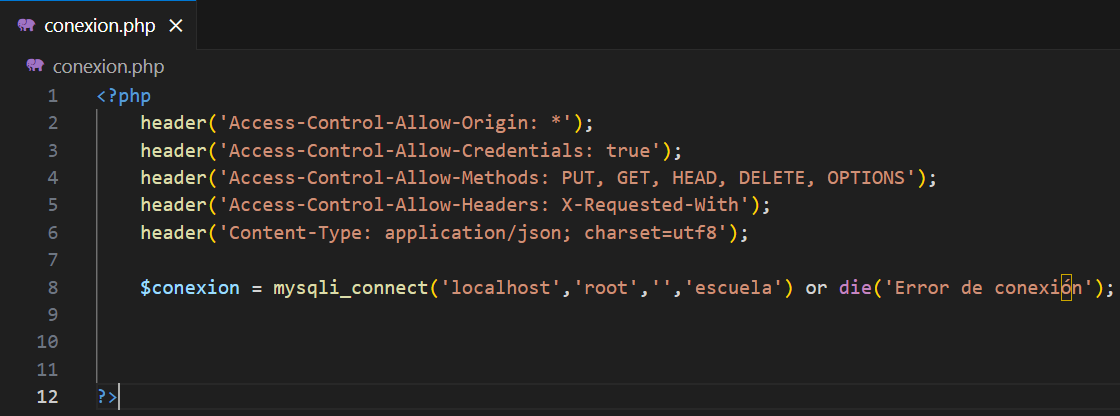 conexion.php ×
conexion.php
1 <?php
2 header('Access-Control-Allow-Origin: *');
3 header('Access-Control-Allow-Credentials: true');
4 header('Access-Control-Allow-Methods: PUT, GET, HEAD, DELETE, OPTIONS');
5 header('Access-Control-Allow-Headers: X-Requested-With');
6 header('Content-Type: application/json; charset=utf8');
7
8 $conexion = mysqli_connect('localhost','root','','escuela') or die('Error de conexión');
9
10
11
12 ?>